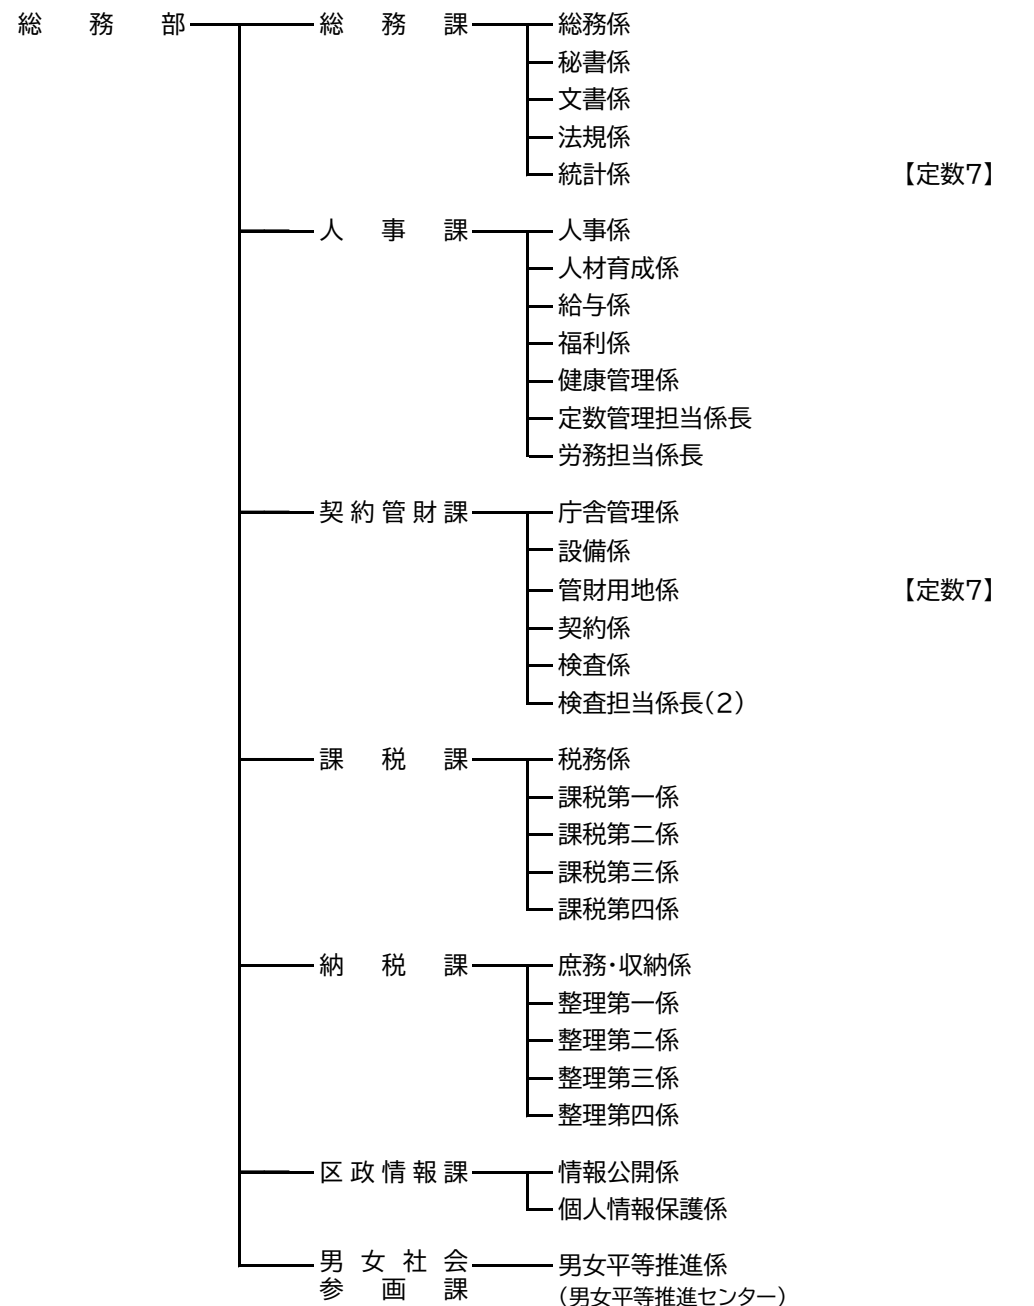 総務部 総務課 総務係
秘書係
文書係
法規係
統計係 【定数7】
人事課 人事係
人材育成係
給与係
福利係
健康管理係
定数管理担当係長
労務担当係長
契約管財課 庁舎管理係
設備係
管財用地係 【定数7】
契約係
検査係
検査担当係長(2)
課税課 税務係
課税第一係
課税第二係
課税第三係
課税第四係
納税課 庶務・収納係
整理第一係
整理第二係
整理第三係
整理第四係
区政情報課 情報公開係
個人情報保護係
男女社会 男女平等推進係
参画課 (男女平等推進センター)